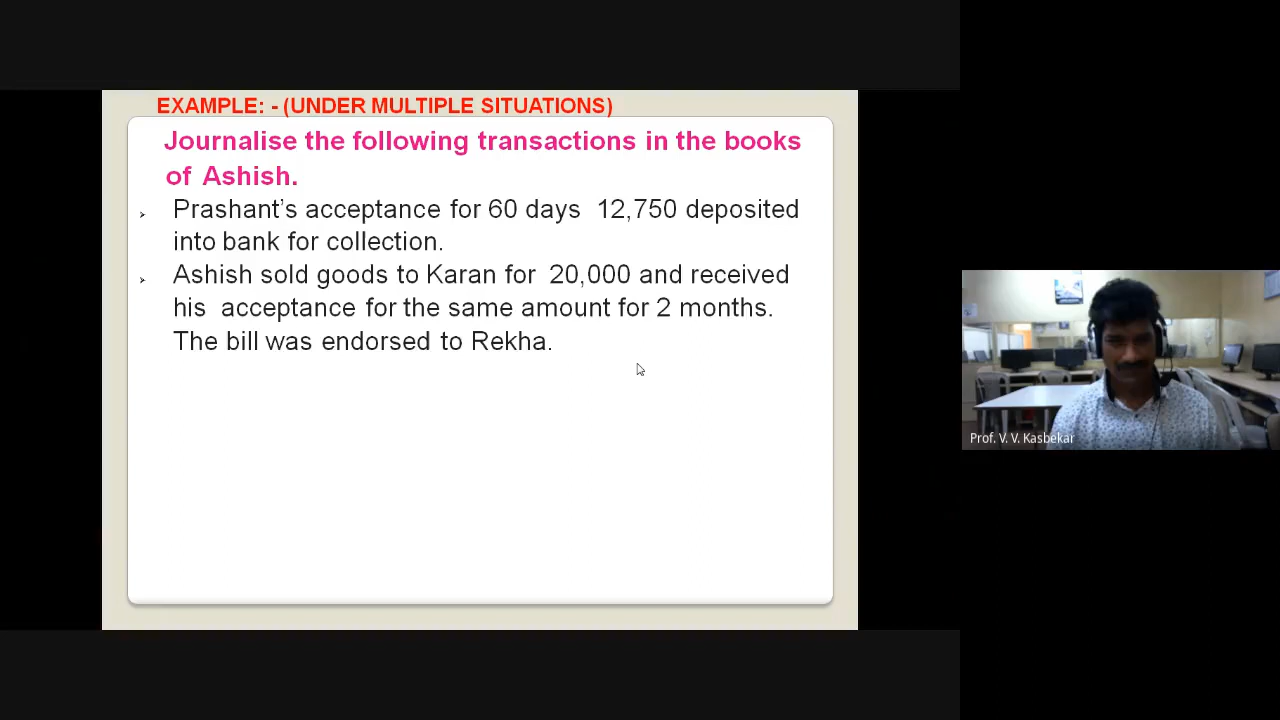 EXAMPLE: - (UNDER MULTIPLE SITUATIONS)
Journalise the following transactions in the books
of Ashish.
Prashant’s acceptance for 60 days 12,750 deposited
into bank for collection.
Ashish sold goods to Karan for 20,000 and received
his acceptance for the same amount for 2 months.
The bill was endorsed to Rekha.
Prof. V. V. Kasbekar